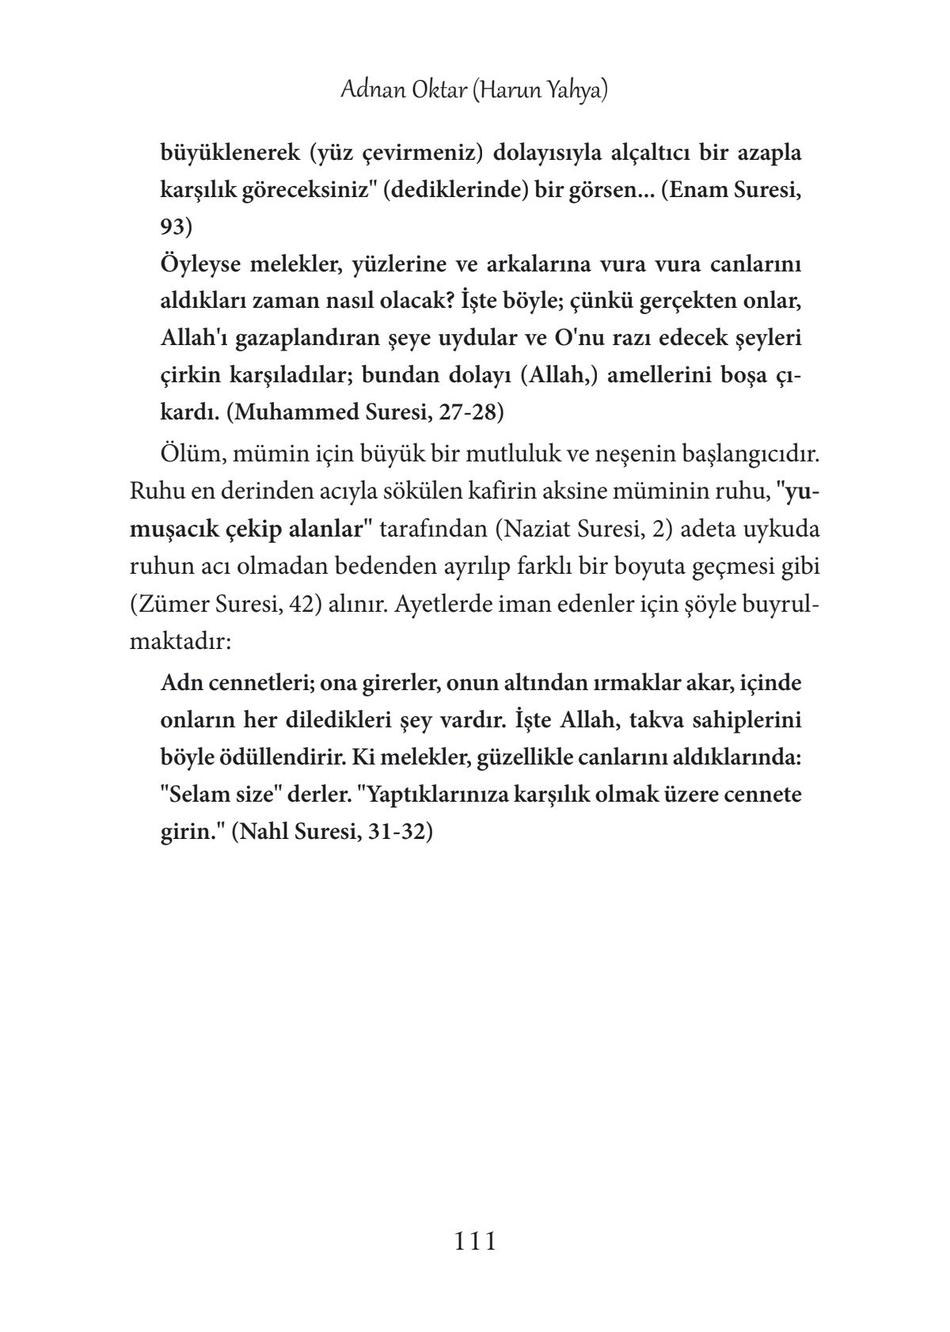 Adnan Oktar (Harun Yahya)
büyüklenerek (yüz çevirmeniz) dolayısıyla alçaltıcı bir azapla
karşılık göreceksiniz" (dediklerinde) bir görsen... (Enam Suresi,
93)
Öyleyse melekler, yüzlerine ve arkalarına vura vura canlarını
aldıkları zaman nasıl olacak? İşte böyle; çünkü gerçekten onlar,
Allah'ı gazaplandıran şeye uydular ve O'nu razı edecek şeyleri
çirkin karşıladılar; bundan dolayı (Allah,) amellerini boşa çı-
kardı. (Muhammed Suresi, 27-28)
Ölüm, mümin için büyük bir mutluluk ve neşenin başlangıcıdır.
Ruhu en derinden acıyla sökülen kafirin aksine müminin ruhu, "yu-
muşacık çekip alanlar" tarafından (Naziat Suresi, 2) adeta uykuda
ruhun acı olmadan bedenden ayrılıp farklı bir boyuta geçmesi gibi
(Zümer Suresi, 42) alınır. Ayetlerde iman edenler için şöyle buyrul-
maktadır:
Adn cennetleri; ona girerler, onun altından ırmaklar akar, içinde
onların her diledikleri şey vardır. İşte Allah, takva sahiplerini
böyle ödüllendirir. Ki melekler, güzellikle canlarını aldıklarında:
"Selam size" derler. "Yaptıklarınıza karşılık olmak üzere cennete
girin." (Nahl Suresi, 31-32)
111